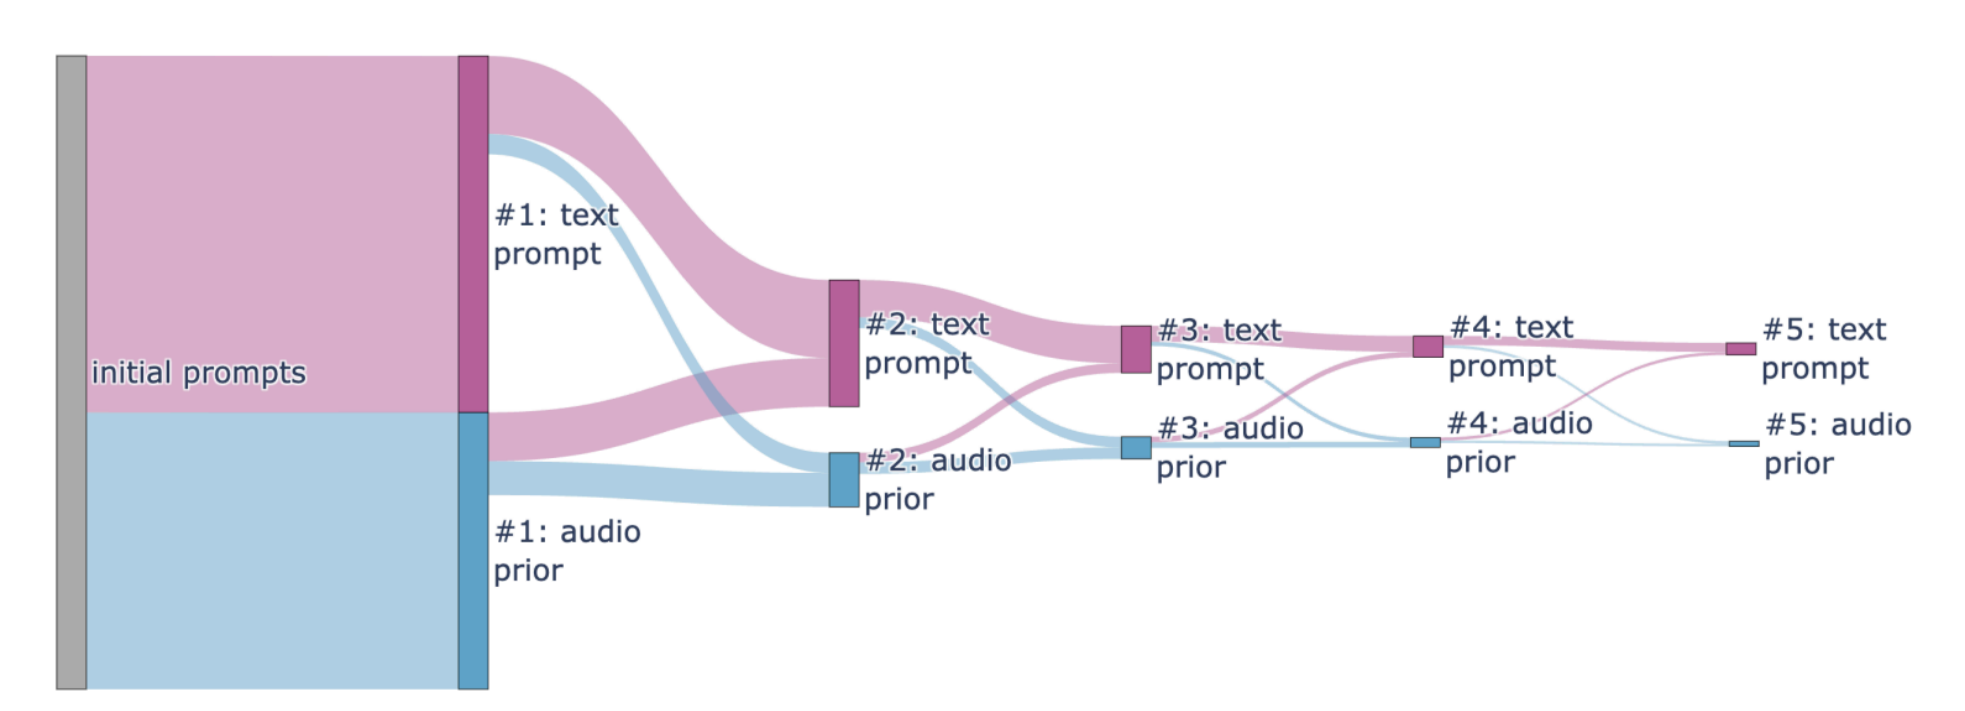 initial prompts
#1: text
prompt
#1: audio
prior
#2: text
prompt
#2: audio
prior
#3: text
prompt
#3: audio
prior
#4: text
prompt
#4: audio
prior
#5: text
prompt
#5: audio
prior